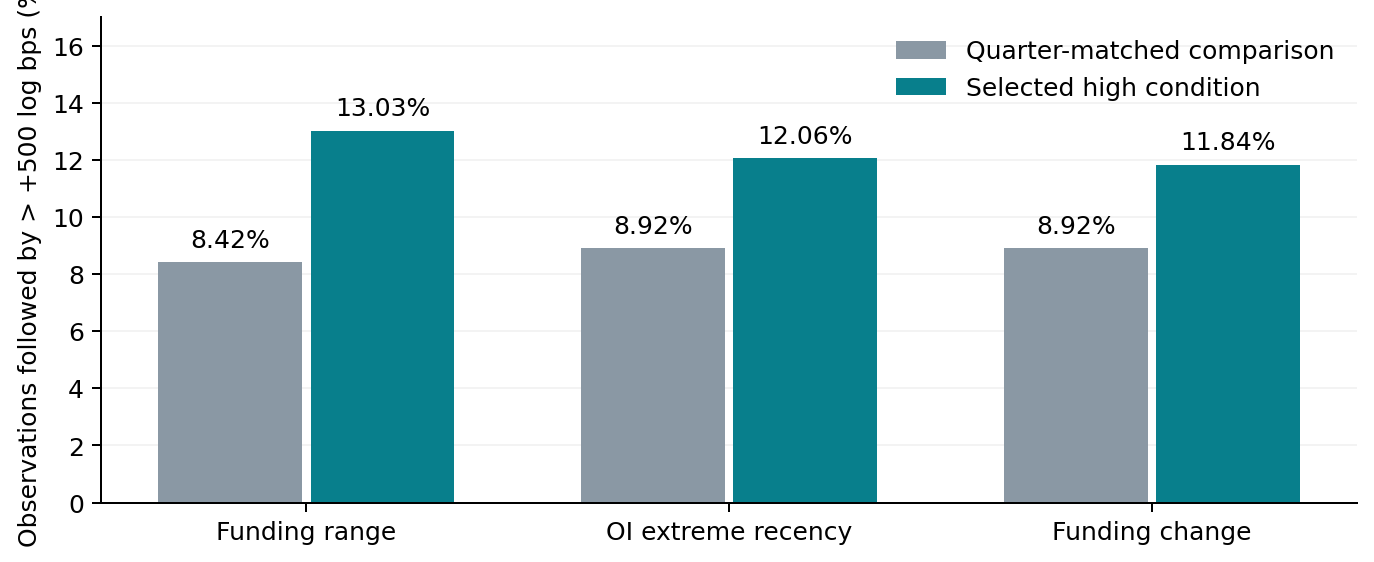 Observations followed by > +500 log bps (%
16
14
12
10
8
6
4
2
0
Quarter-matched comparison
Selected high condition
8.42%
13.03%
8.92%
12.06%
8.92%
11.84%
Funding range
OI extreme recency
Funding change